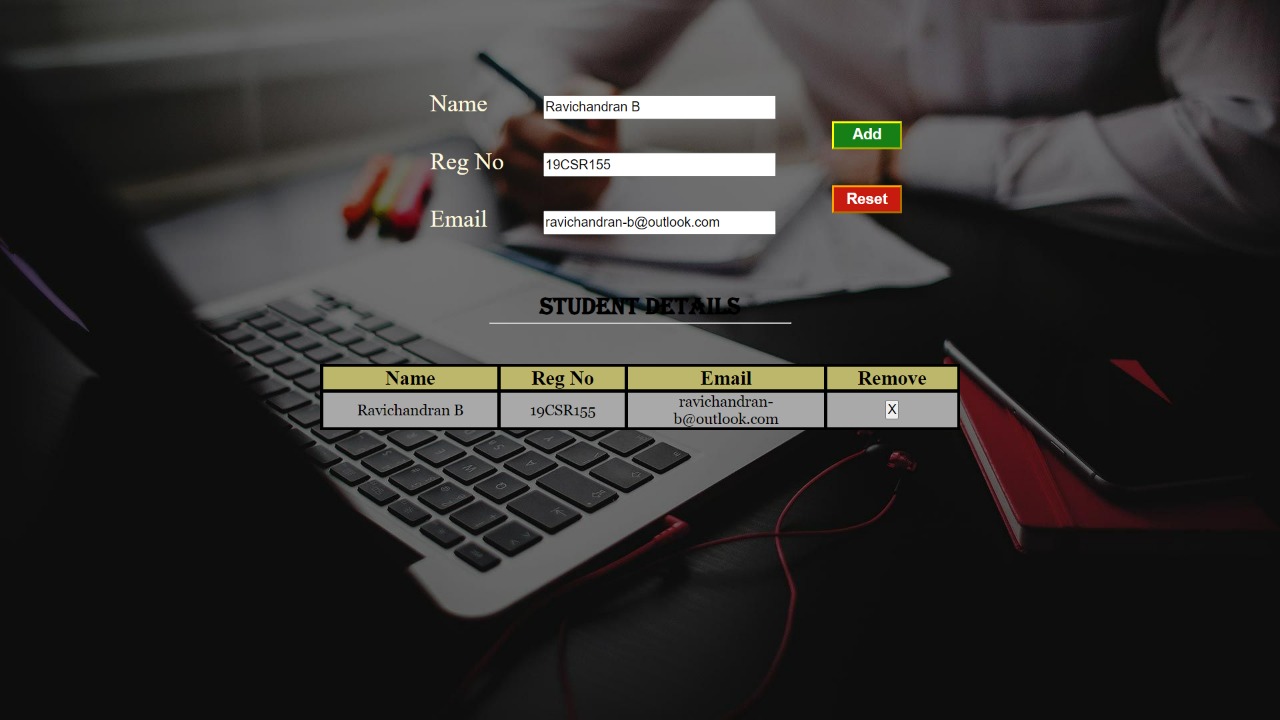 Name Ravichandran B
Add
Reg No 19CSR155
Reset
Email ravichandran-b@outlook.com
STUDENT DETAILS
Name Reg No Email Remove
Ravichandran B 19CSR155 ravichandran-
b@outlook.com X